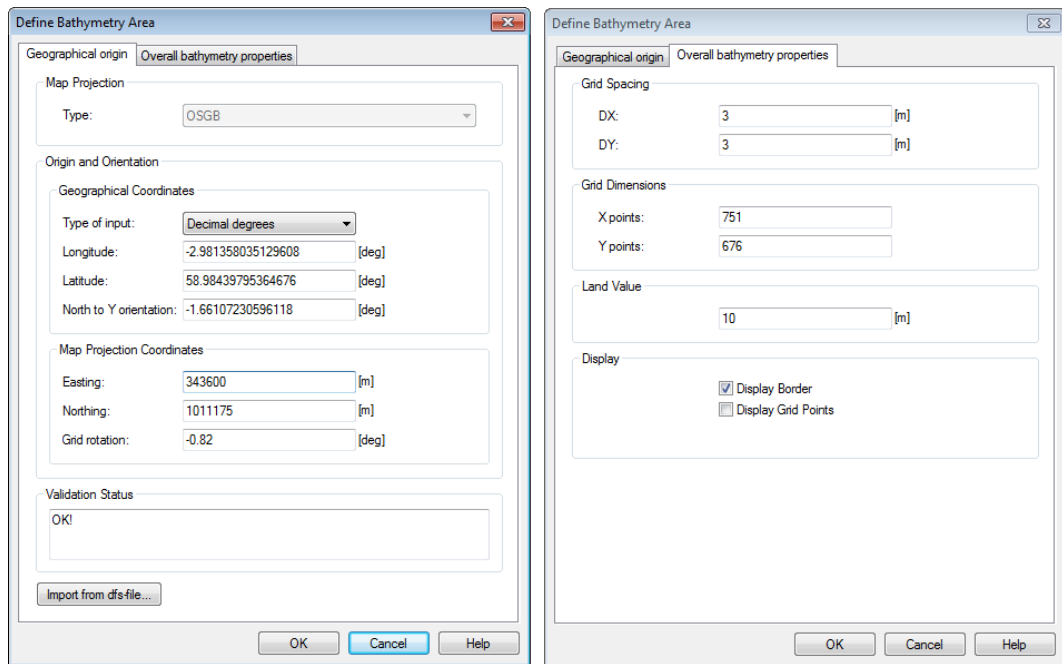 Define Bathymetry Area
Geographical origin
Overall bathymetry properties
Map Projection
Type:
OSGB
Origin and Orientation
Geographical Coordinates
Type of input:
Decimal degrees
Longitude:
-2.981358035129608
[deg]
Latitude:
58.98439795364676
[deg]
North to Y orientation:
-1.66107230596118
[deg]
Map Projection Coordinates
Easting:
343600
[m]
Northing:
1011175
[m]
Grid rotation:
-0.82
[deg]
Validation Status
OK!
Import from dfs-file...
OK
Cancel
Help
Define Bathymetry Area
Geographical origin
Overall bathymetry properties
Grid Spacing
DX:
3
[m]
DY:
3
[m]
Grid Dimensions
X points:
751
Y points:
676
Land Value
10
[m]
Display
Display Border
Display Grid Points
OK
Cancel
Help